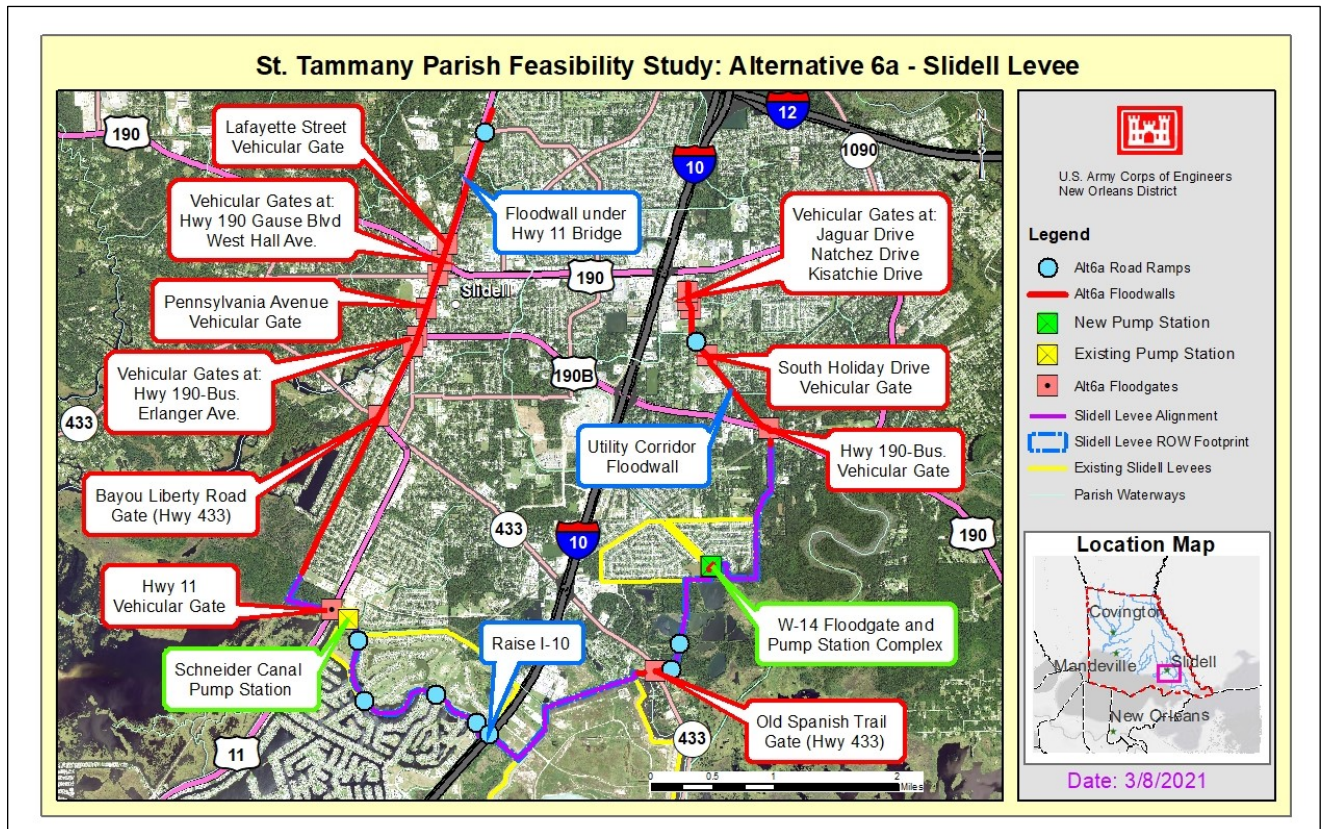 St. Tammany Parish Feasibility Study: Alternative 6a - Slidell Levee
190
Lafayette Street
Vehicular Gate
12
1090
10
N
Vehicular Gates at:
Hwy 190 Gause Blvd
West Hall Ave.
Floodwall under
Hwy 11 Bridge
Vehicular Gates at:
Jaguar Drive
Natchez Drive
Kisatchie Drive
190
Slidell
Pennsylvania Avenue
Vehicular Gate
Vehicular Gates at:
Hwy 190-Bus.
Erlanger Ave.
190B
South Holiday Drive
Vehicular Gate
433
Utility Corridor
Floodwall
Hwy 190-Bus.
Vehicular Gate
Bayou Liberty Road
Gate (Hwy 433)
433
10
190
Hwy 11
Vehicular Gate
W-14 Floodgate and
Pump Station Complex
Raise I-10
Schneider Canal
Pump Station
Old Spanish Trail
Gate (Hwy 433)
433
11
0 0.5 1 2
Miles
U.S. Army Corps of Engineers
New Orleans District
Legend
Alt6a Road Ramps
Alt6a Floodwalls
New Pump Station
Existing Pump Station
Alt6a Floodgates
Slidell Levee Alignment
Slidell Levee ROW Footprint
Existing Slidell Levees
Parish Waterways
Location Map
Covington
Mandeville
Slidell
New Orleans
Date: 3/8/2021